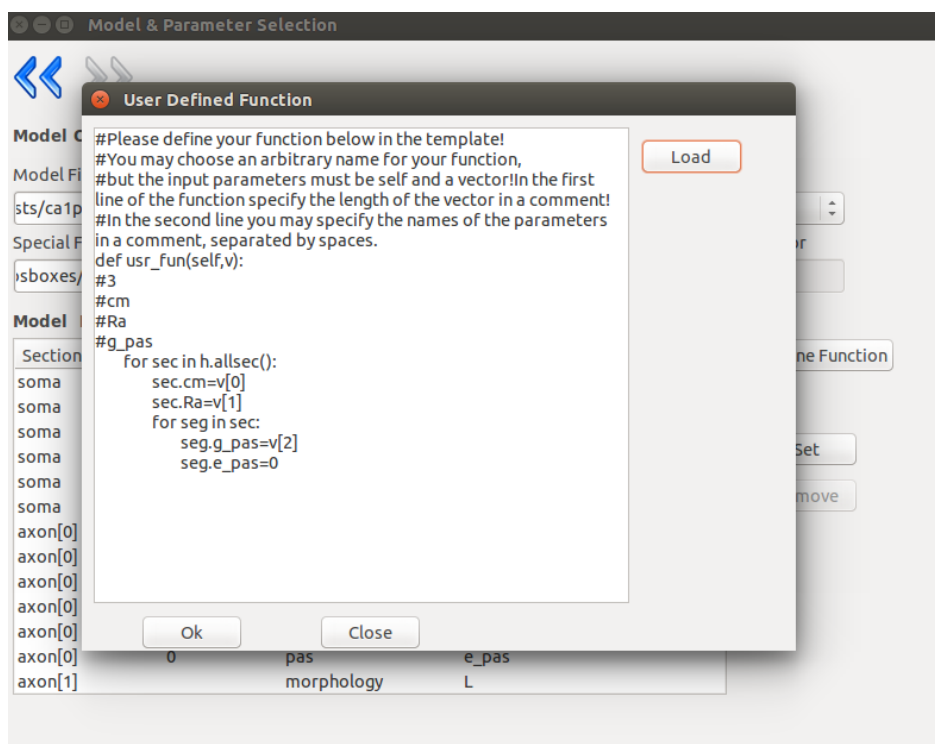 Model & Parameter Selection
User Defined Function
#Please define your function below in the template!
#You may choose an arbitrary name for your function,
#but the input parameters must be self and a vector!In the first
line of the function specify the length of the vector in a comment!
#In the second line you may specify the names of the parameters
in a comment, separated by spaces.
def usr_fun(self,v):
#3
#cm
#Ra
#g_pas
for sec in h.allsec():
sec.cm=v[0]
sec.Ra=v[1]
for seg in sec:
seg.g_pas=v[2]
seg.e_pas=0
Load
Ok
Close
Model
Model
sts/ca1p
Special
Model
Section
ne Function
soma
soma
soma
soma
Set
soma
soma
axon[0]
axon[0]
axon[0]
axon[0]
axon[0]
axon[0] 0 pas e_pas
axon[1] morphology L